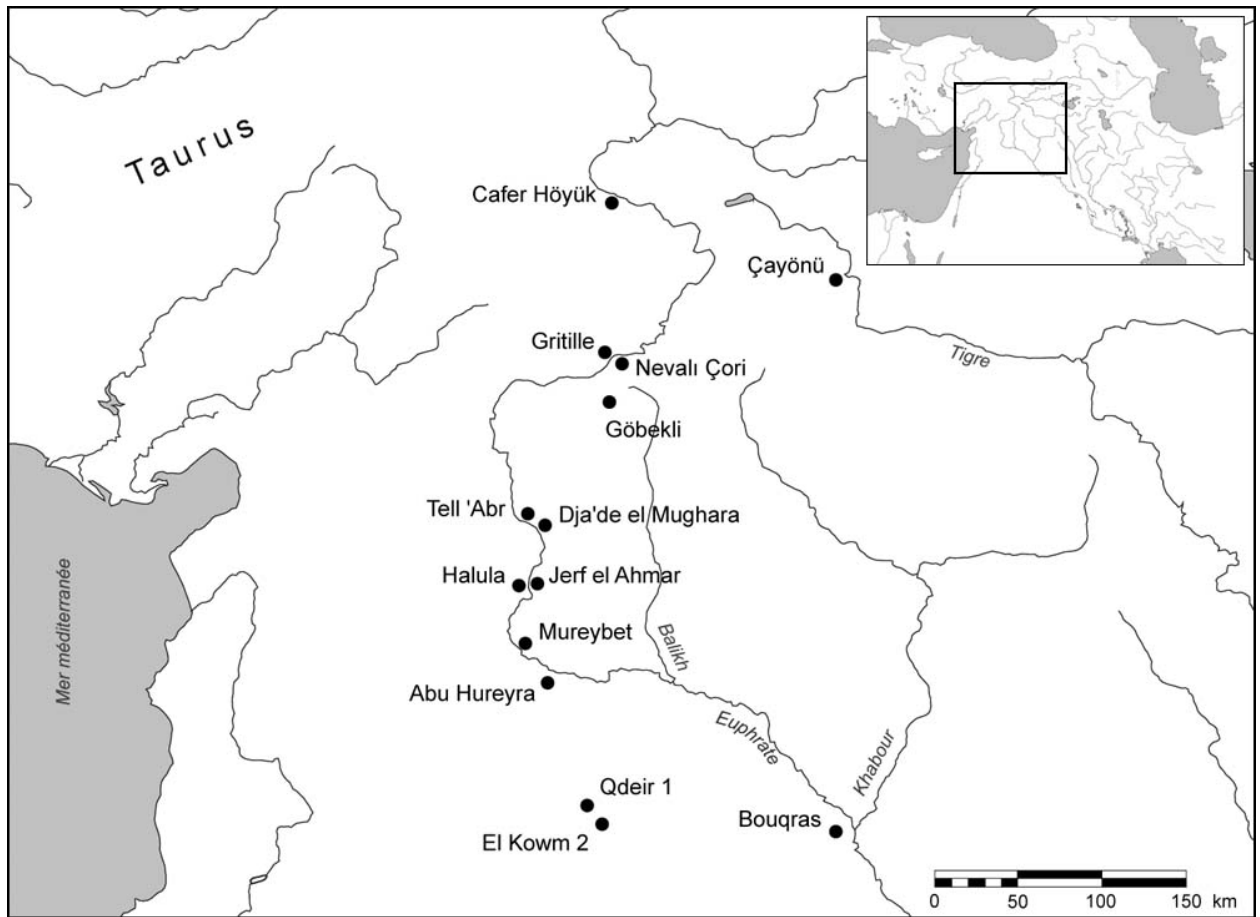 Taurus
Cafer Höyük
Çayönü
Gritille
Nevalı Çori
Tigre
Göbekli
Tell 'Abr
Dja'de el Mughara
Halula
Jerf el Ahmar
Mureybet
Balikh
Mer méditerranée
Abu Hureyra
Euphrate
Khabour
Qdeir 1
El Kowm 2
Bouqras
0 50 100 150 km